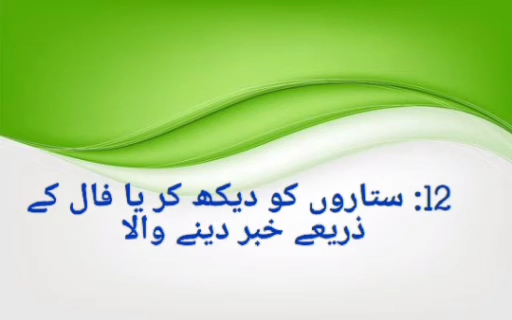 12: ستاروں کو دیکھ کر یا فال کے
ذریعے خبر دینے والا